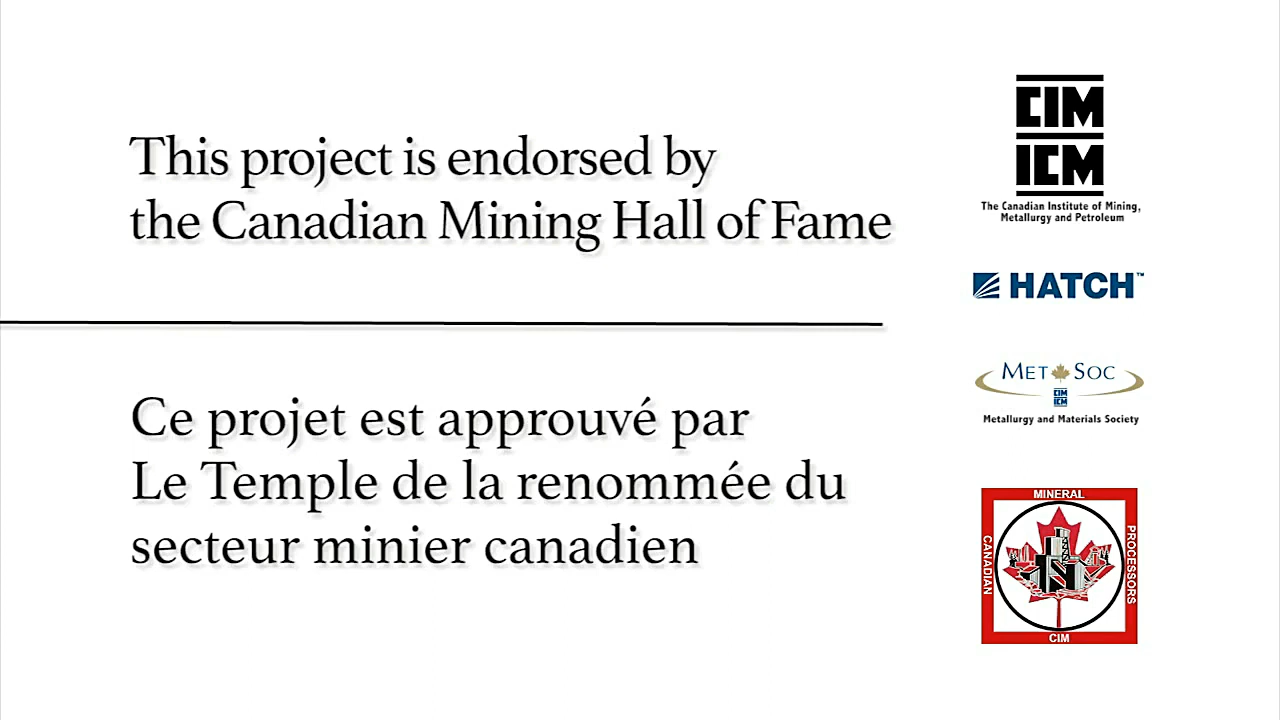 This project is endorsed by
the Canadian Mining Hall of Fame
Ce projet est approuvé par
Le Temple de la renommée du
secteur minier canadien
CIM
ICM
The Canadian Institute of Mining,
Metallurgy and Petroleum
HATCH™
MET SOC
CIM
ICM
Metallurgy and Materials Society
MINERAL
CANADIAN
PROCESSORS
CIM